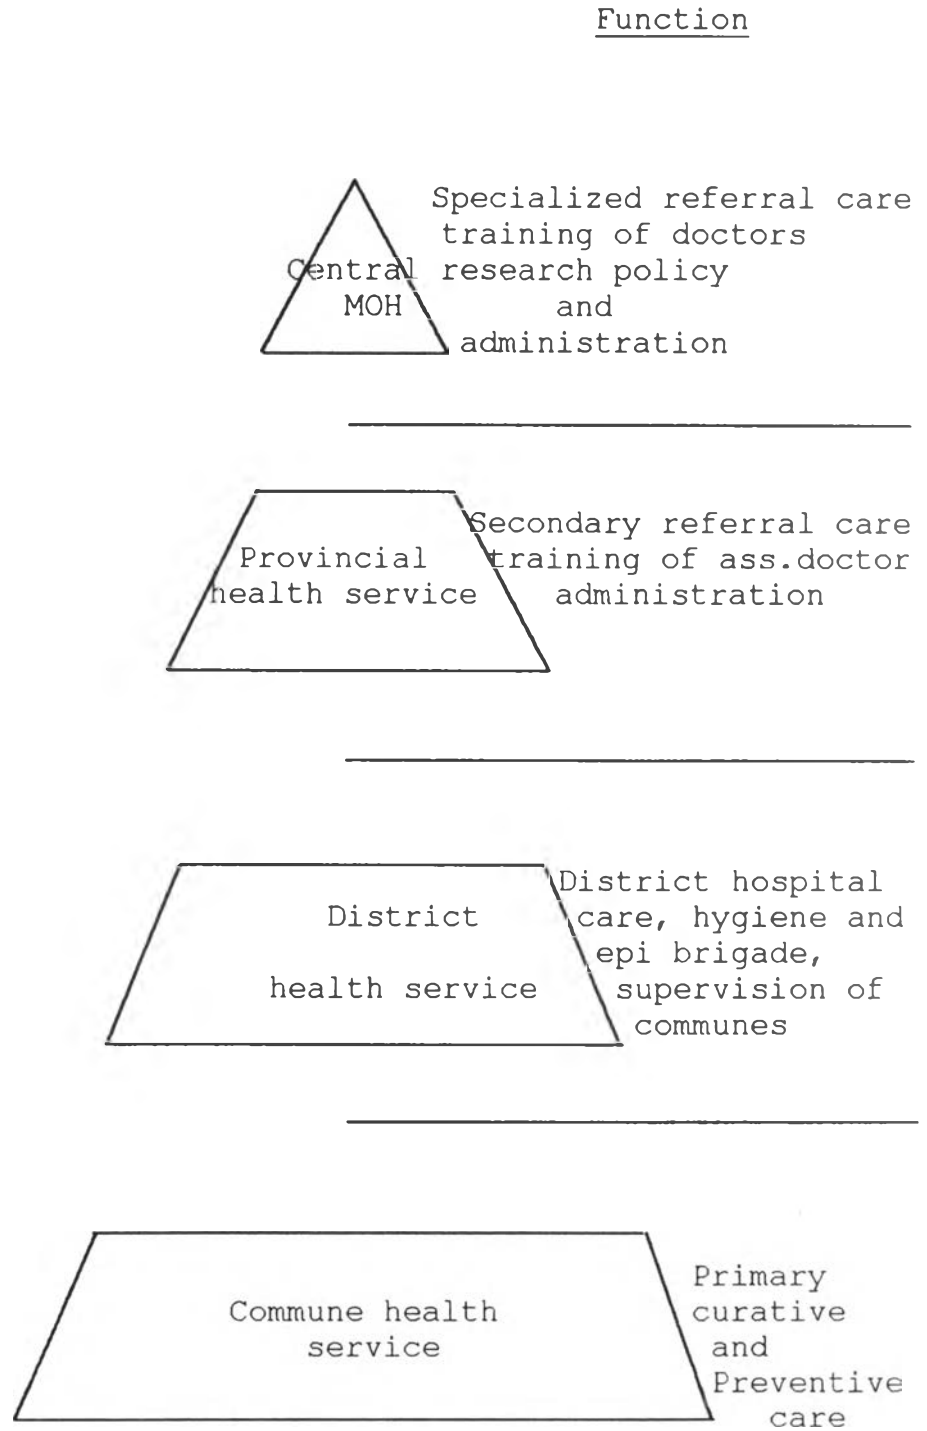 Function
Specialized referral care
training of doctors
Central research policy
MOH and
administration
Secondary referral care
Provincial training of ass.doctor
health service administration
District hospital
District care, hygiene and
epi brigade,
health service supervision of
communes
Primary
Commune health curative
service and
Preventive
care